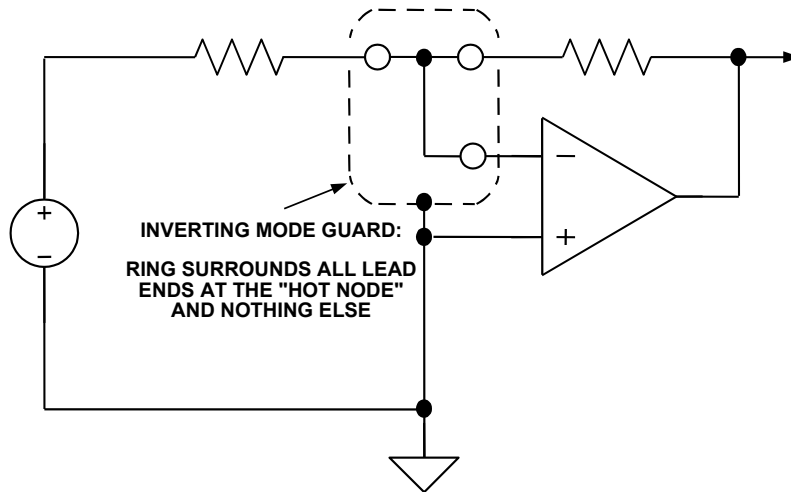 +
−
−
+
INVERTING MODE GUARD:
RING SURROUNDS ALL LEAD
ENDS AT THE "HOT NODE"
AND NOTHING ELSE